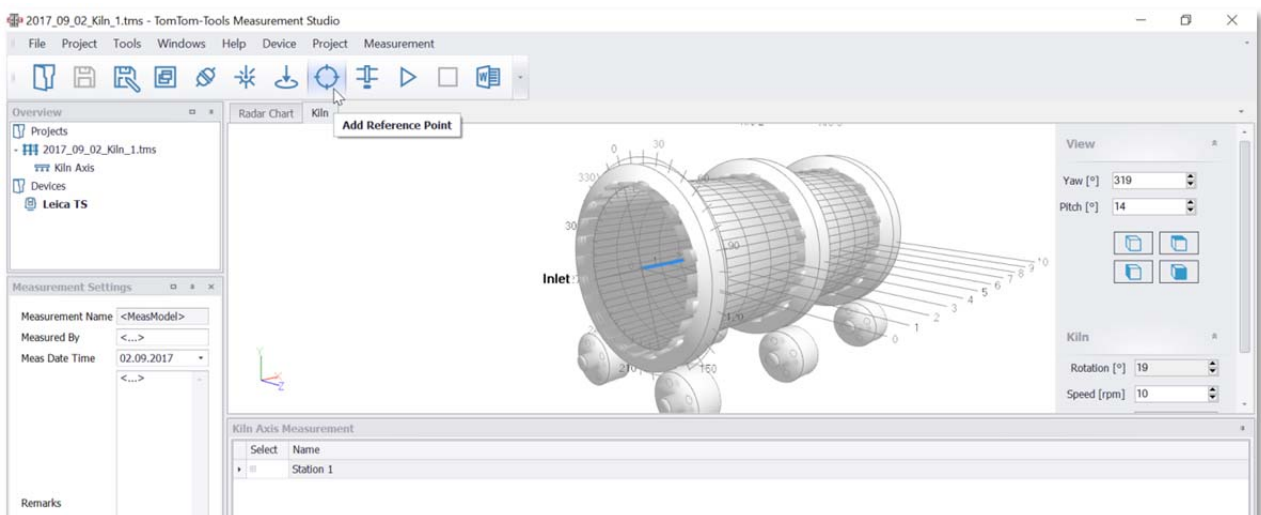 2017_09_02_Kiln_1.tms - TomTom-Tools Measurement Studio
File Project Tools Windows Help Device Project Measurement
Overview
Projects
2017_09_02_Kiln_1.tms
Kiln Axis
Devices
Leica TS
Measurement Settings
Measurement Name <MeasModel>
Measured By <...>
Meas Date Time 02.09.2017
<...>
Remarks
Radar Chart Kiln
Add Reference Point
0 30
330 60
30
90
Inlet
120
210 150
0 1 2 3 4 5 6 7 8 9 10
View
Yaw [°] 319
Pitch [°] 14
Kiln
Rotation [°] 19
Speed [rpm] 10
Kiln Axis Measurement
Select Name
Station 1
Y
X
Z